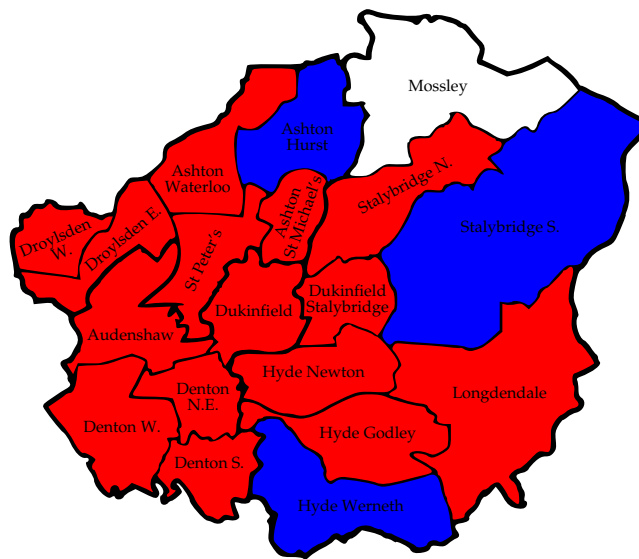 Mossley
Ashton
Hurst
Ashton
Waterloo
Stalybridge N.
Ashton
St Michael's
Stalybridge S.
Droylsden
W.
Droylsden E.
St Peter's
Dukinfield
Dukinfield
Stalybridge
Audenshaw
Hyde Newton
Longdendale
Denton
N.E.
Denton W.
Hyde Godley
Denton S.
Hyde Werneth